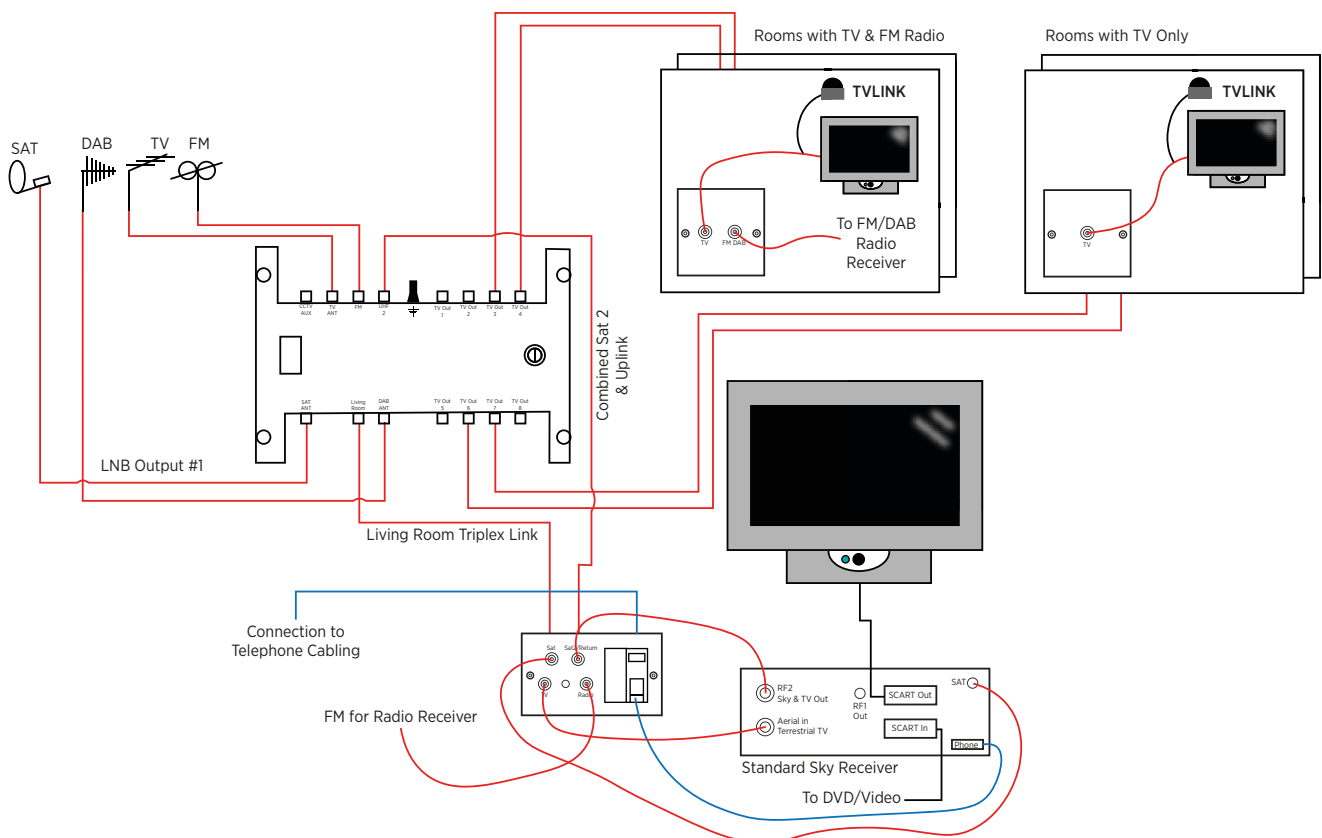 Rooms with TV & FM Radio
Rooms with TV Only
TVLINK
TVLINK
SAT
DAB
TV
FM
TV
FM DAB
To FM/DAB
Radio
Receiver
TV
CCTV
AUX
TV
ANT
FM
UHF
2
TV Out
1
TV Out
2
TV Out
3
TV Out
4
SAT
ANT
Living
Room
DAB
ANT
TV Out
5
TV Out
6
TV Out
7
TV Out
8
Combined Sat 2
& Uplink
LNB Output #1
Living Room Triplex Link
Connection to
Telephone Cabling
Sat
Sat2/Return
TV
Radio
FM for Radio Receiver
RF2
Sky & TV Out
RF1
Out
SCART Out
SAT
Aerial in
Terrestrial TV
SCART In
Phone
Standard Sky Receiver
To DVD/Video